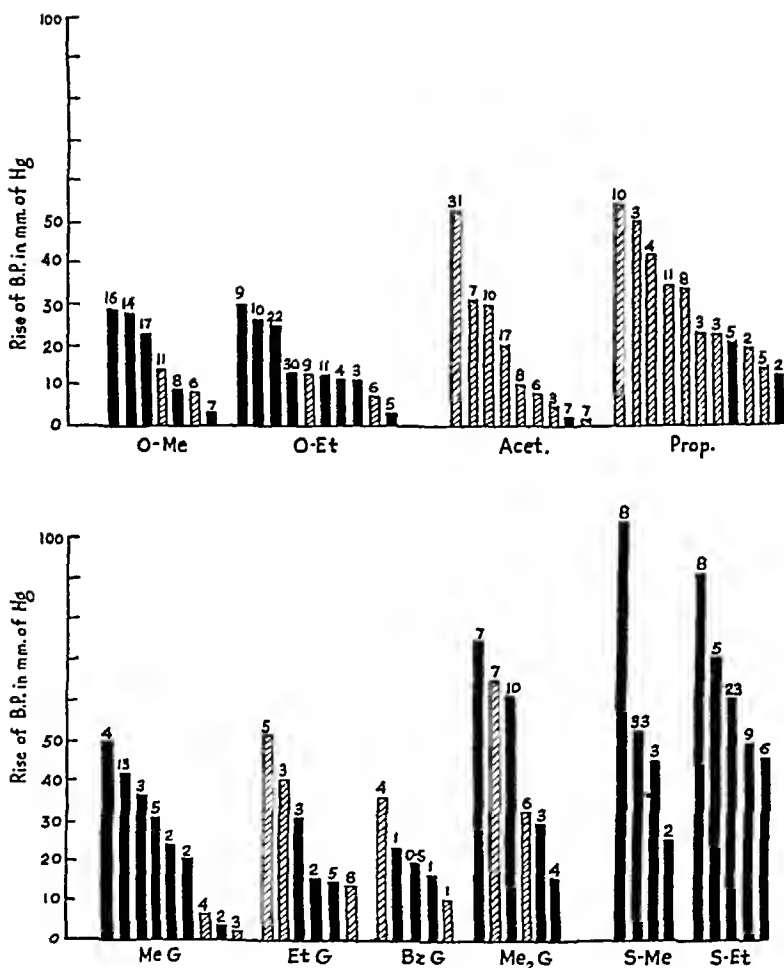 100
Rise of B.P. in mm. of Hg
50
40
30
20
10
0
16 14 17 11 8 6 7
9 10 22 30 9 11 4 3 6 5
31 7 10 17 8 6 3 7 7
10 3 4 11 8 3 3 5 2 5 2
O-Me O-Et Acet. Prop.
100
Rise of B.P. in mm. of Hg
50
40
30
20
10
0
4 13 3 5 2 2 4 2 3
5 3 3 2 5 8
4 1 0·5 1 1
7 7 10 6 3 4
8 33 3 2
8 5 23 9 6
Me G Et G Bz G Me₂ G S-Me S-Et